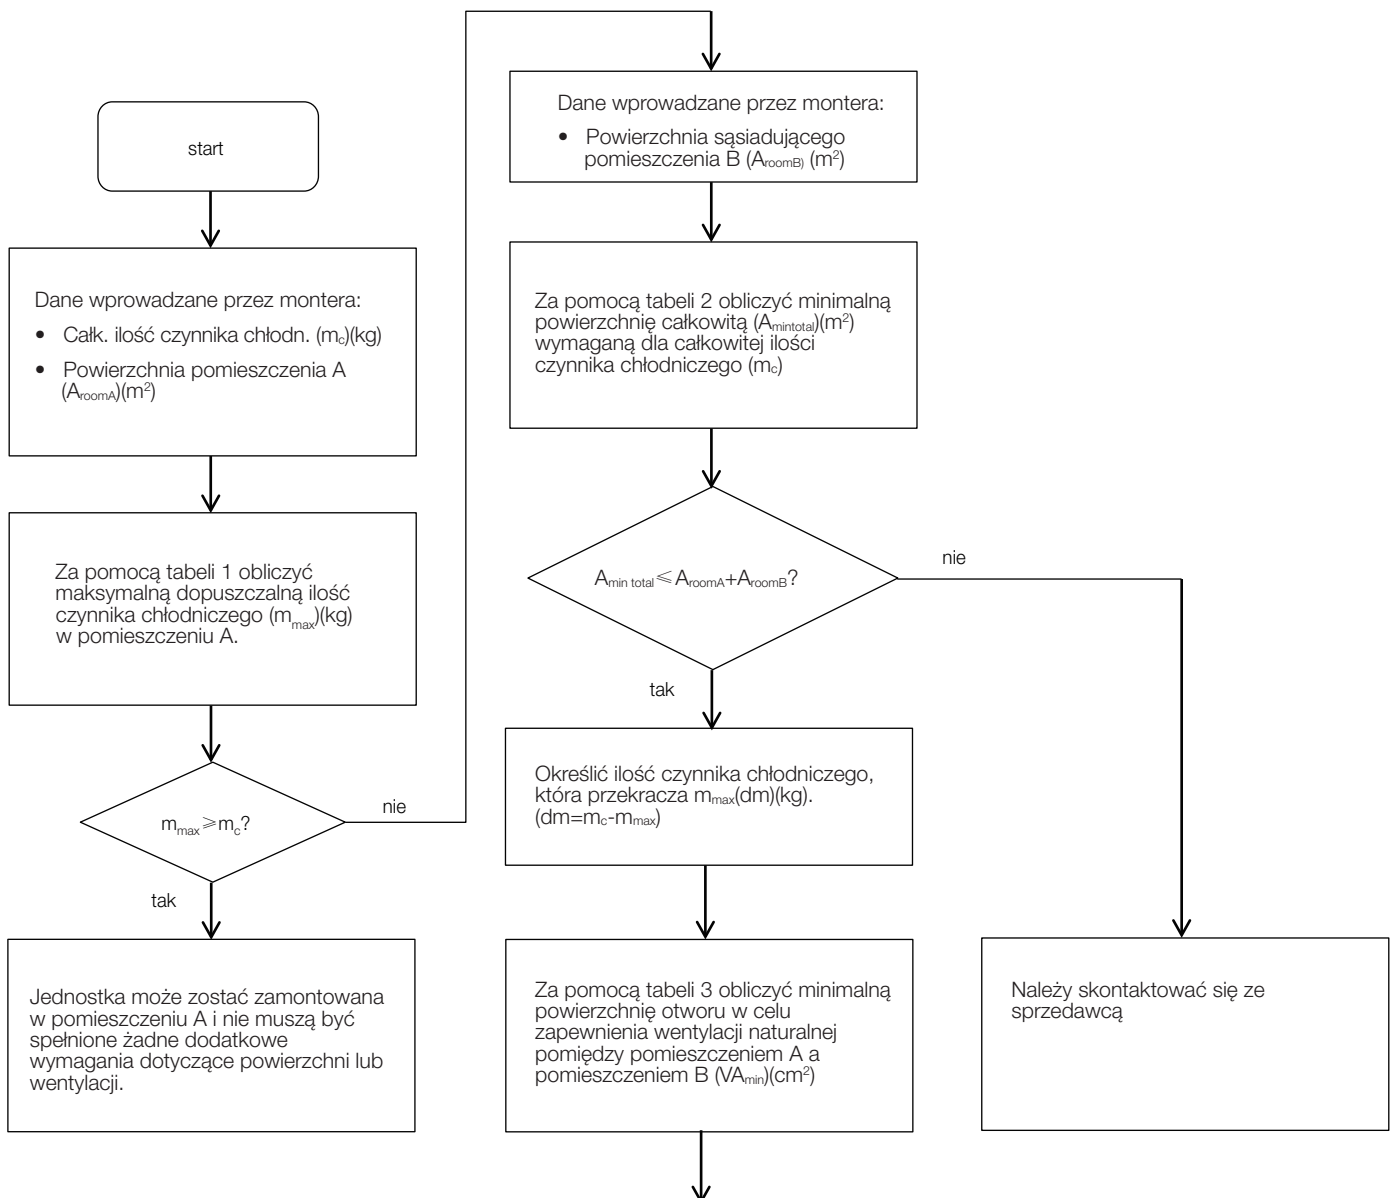 start
Dane wprowadzane przez montera:
• Całk. ilość czynnika chłodn. (mc)(kg)
• Powierzchnia pomieszczenia A
(AroomA)(m²)
Za pomocą tabeli 1 obliczyć
maksymalną dopuszczalną ilość
czynnika chłodniczego (mmax)(kg)
w pomieszczeniu A.
mmax⩾mc?
nie
tak
Jednostka może zostać zamontowana
w pomieszczeniu A i nie muszą być
spełnione żadne dodatkowe
wymagania dotyczące powierzchni lub
wentylacji.
Dane wprowadzane przez montera:
• Powierzchnia sąsiadującego
pomieszczenia B (AroomB) (m²)
Za pomocą tabeli 2 obliczyć minimalną
powierzchnię całkowitą (Amintotal)(m²)
wymaganą dla całkowitej ilości
czynnika chłodniczego (mc)
Amin total⩽AroomA+AroomB?
nie
tak
Określić ilość czynnika chłodniczego,
która przekracza mmax(dm)(kg).
(dm=mc-mmax)
Za pomocą tabeli 3 obliczyć minimalną
powierzchnię otworu w celu
zapewnienia wentylacji naturalnej
pomiędzy pomieszczeniem A a
pomieszczeniem B (VAmin)(cm²)
Należy skontaktować się ze
sprzedawcą